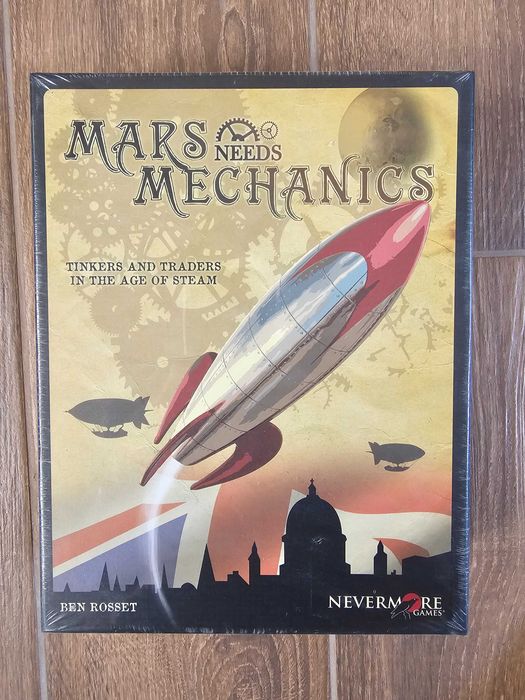 MARS NEEDS
MECHANICS
TINKERS AND TRADERS
IN THE AGE OF STEAM
BEN ROSSET
NEVERMORE
GAMES